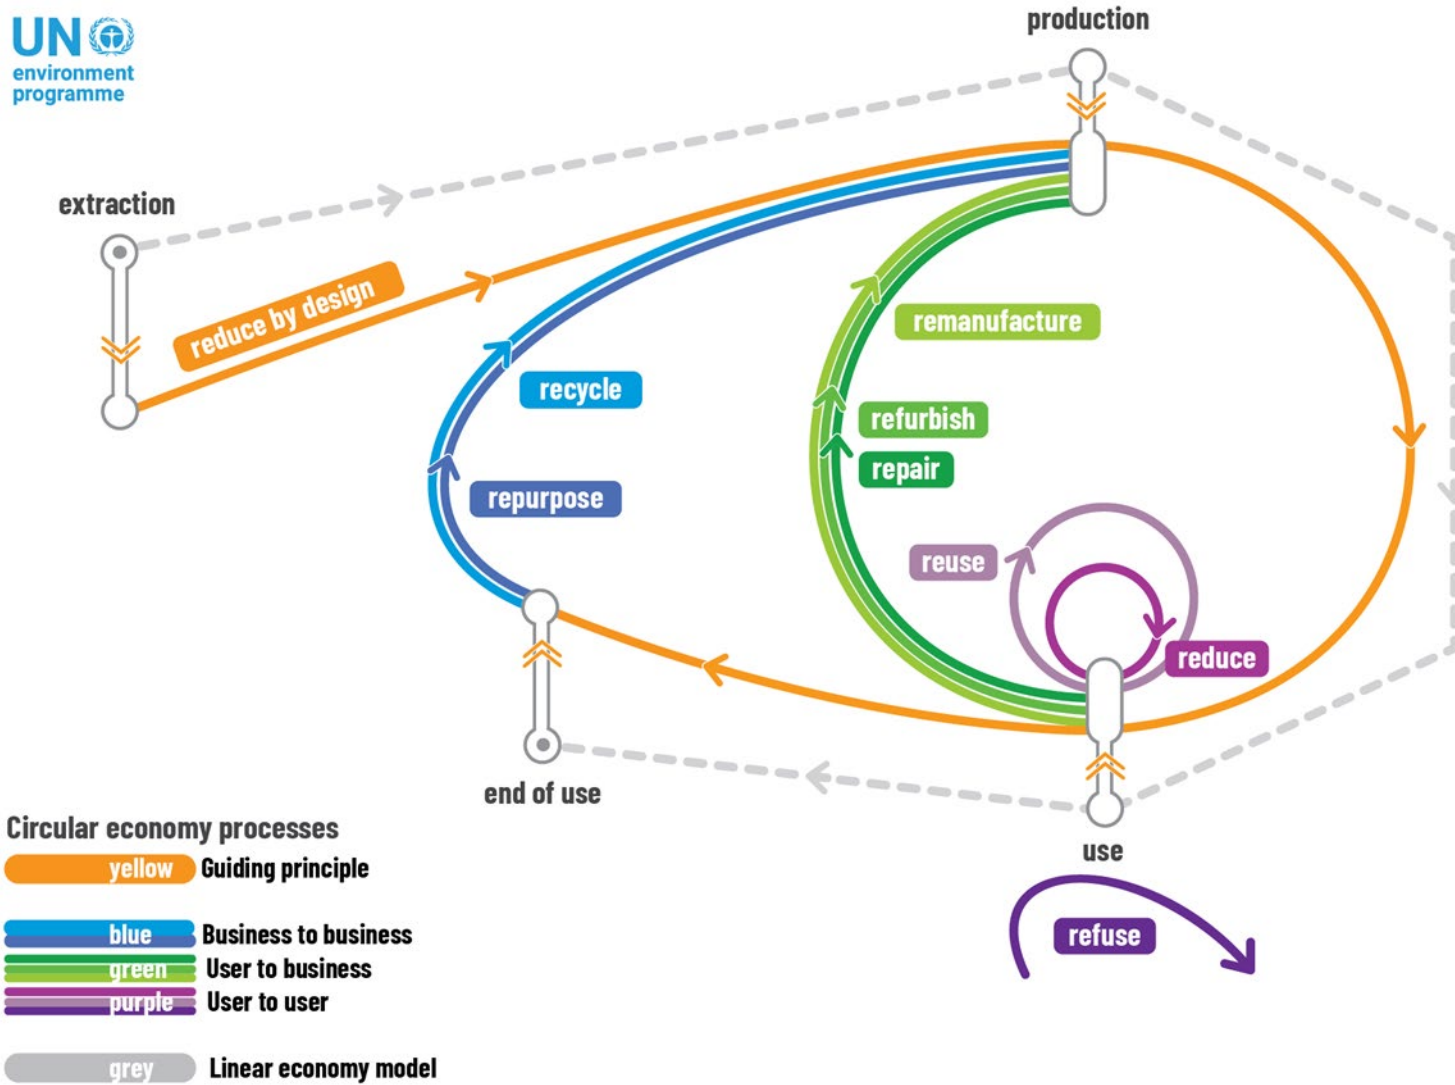 UN
environment
programme
production
extraction
reduce by design
remanufacture
recycle
refurbish
repair
repurpose
reuse
reduce
end of use
use
refuse
Circular economy processes
yellow Guiding principle
blue Business to business
green User to business
purple User to user
grey Linear economy model